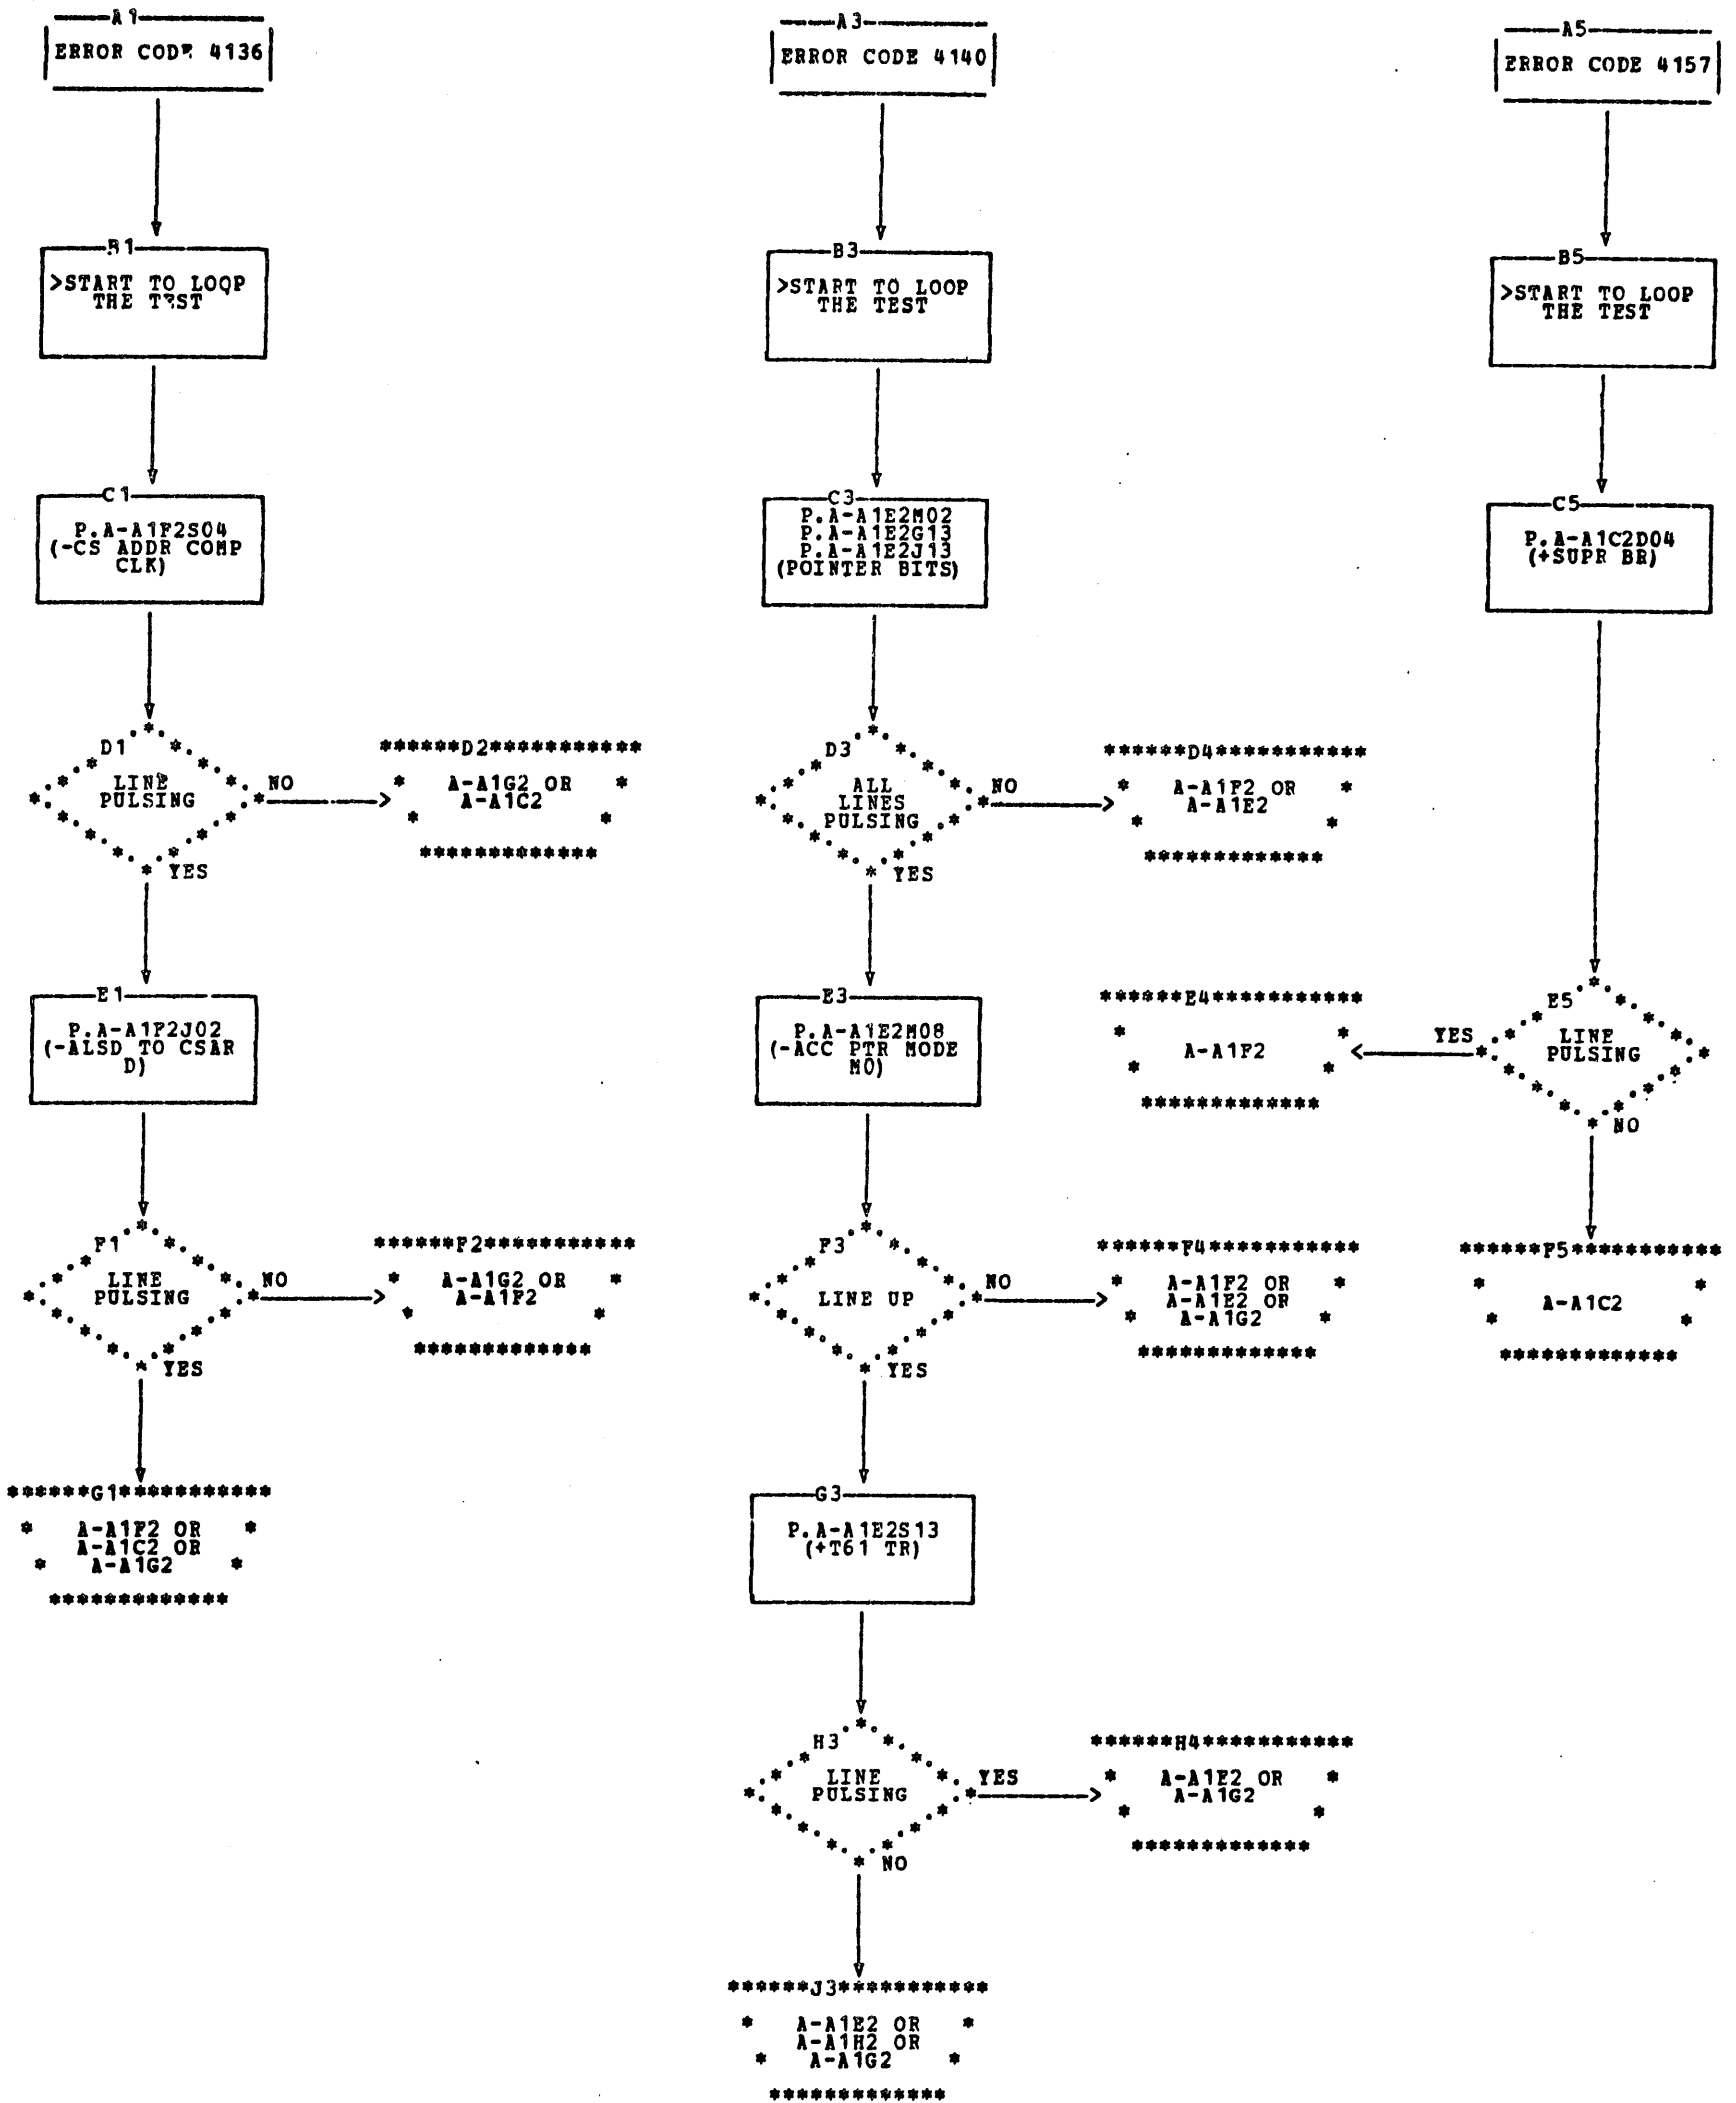 A1
ERROR CODE 4136
B1
>START TO LOOP
THE TEST
C1
P.A-A1F2S04
(-CS ADDR COMP
CLK)
D1
LINE
PULSING
NO
YES
******D2***********
* A-A1G2 OR *
A-A1C2
* *
*************
E1
P.A-A1F2J02
(-ALSD TO CSAR
D)
F1
LINE
PULSING
NO
YES
******F2***********
* A-A1G2 OR *
A-A1F2
* *
*************
******G1***********
* A-A1F2 OR *
A-A1C2 OR
* A-A1G2 *
*************
A3
ERROR CODE 4140
B3
>START TO LOOP
THE TEST
C3
P.A-A1E2M02
P.A-A1E2G13
P.A-A1E2J13
(POINTER BITS)
D3
ALL
LINES
PULSING
NO
YES
******D4***********
* A-A1F2 OR *
A-A1E2
* *
*************
E3
P.A-A1E2M08
(-ACC PTR MODE
M0)
F3
LINE UP
NO
YES
******F4***********
* A-A1F2 OR *
A-A1E2 OR
* A-A1G2 *
*************
G3
P.A-A1E2S13
(+T61 TR)
H3
LINE
PULSING
YES
NO
******H4***********
* A-A1E2 OR *
A-A1G2
* *
*************
******J3***********
* A-A1E2 OR *
A-A1H2 OR
* A-A1G2 *
*************
A5
ERROR CODE 4157
B5
>START TO LOOP
THE TEST
C5
P.A-A1C2D04
(+SUPR BR)
E5
LINE
PULSING
YES
NO
******E4***********
* *
A-A1F2
* *
*************
******F5***********
* *
A-A1C2
* *
*************